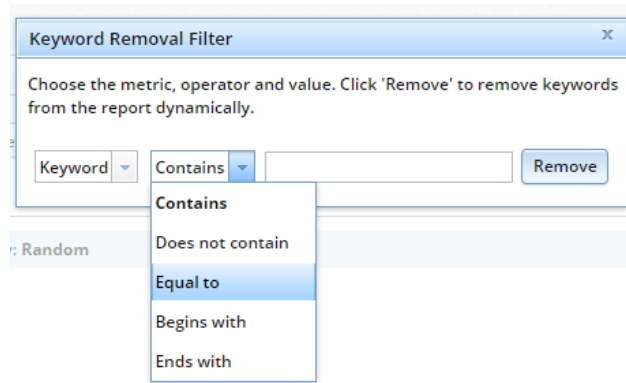 Keyword Removal Filter x
Choose the metric, operator and value. Click 'Remove' to remove keywords
from the report dynamically.
Keyword Contains Remove
Contains
Does not contain
: Random
Equal to
Begins with
Ends with